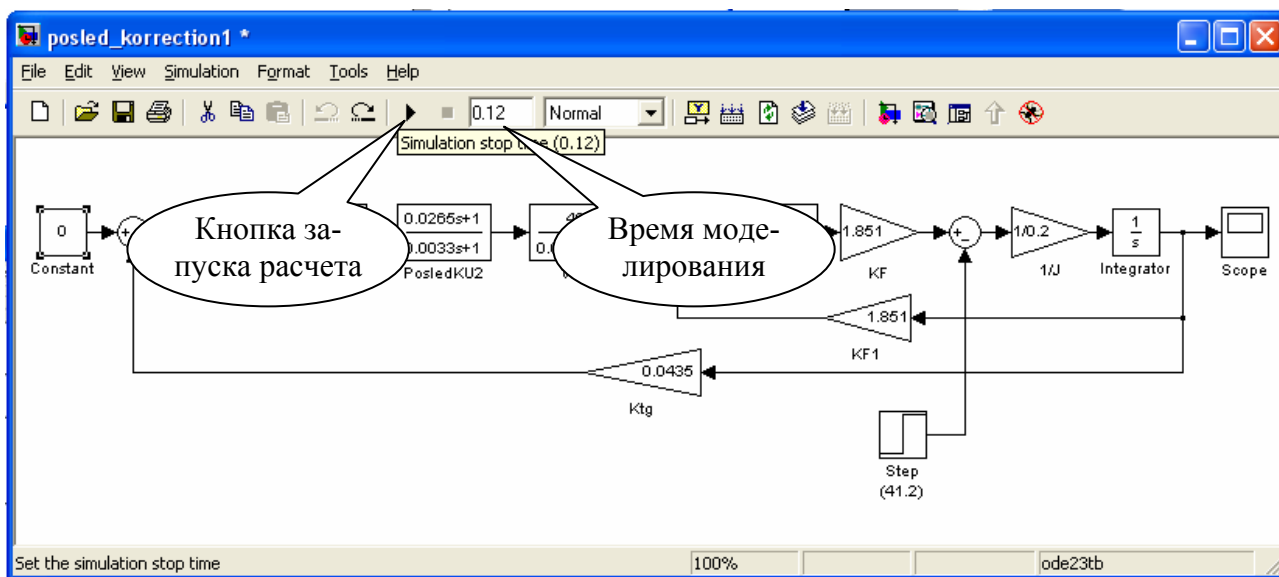 posled_korrection1 *
File Edit View Simulation Format Tools Help
0.12 Normal
Simulation stop time (0.12)
Кнопка за-
пуска расчета
Время моде-
лирования
0
Constant
+
0.0265s+1
0.0033s+1
PosledKU2
1.851
KF
+
-
1/0.2
1/J
1
s
Integrator
Scope
1.851
KF1
0.0435
Ktg
Step
(41.2)
Set the simulation stop time 100% ode23tb